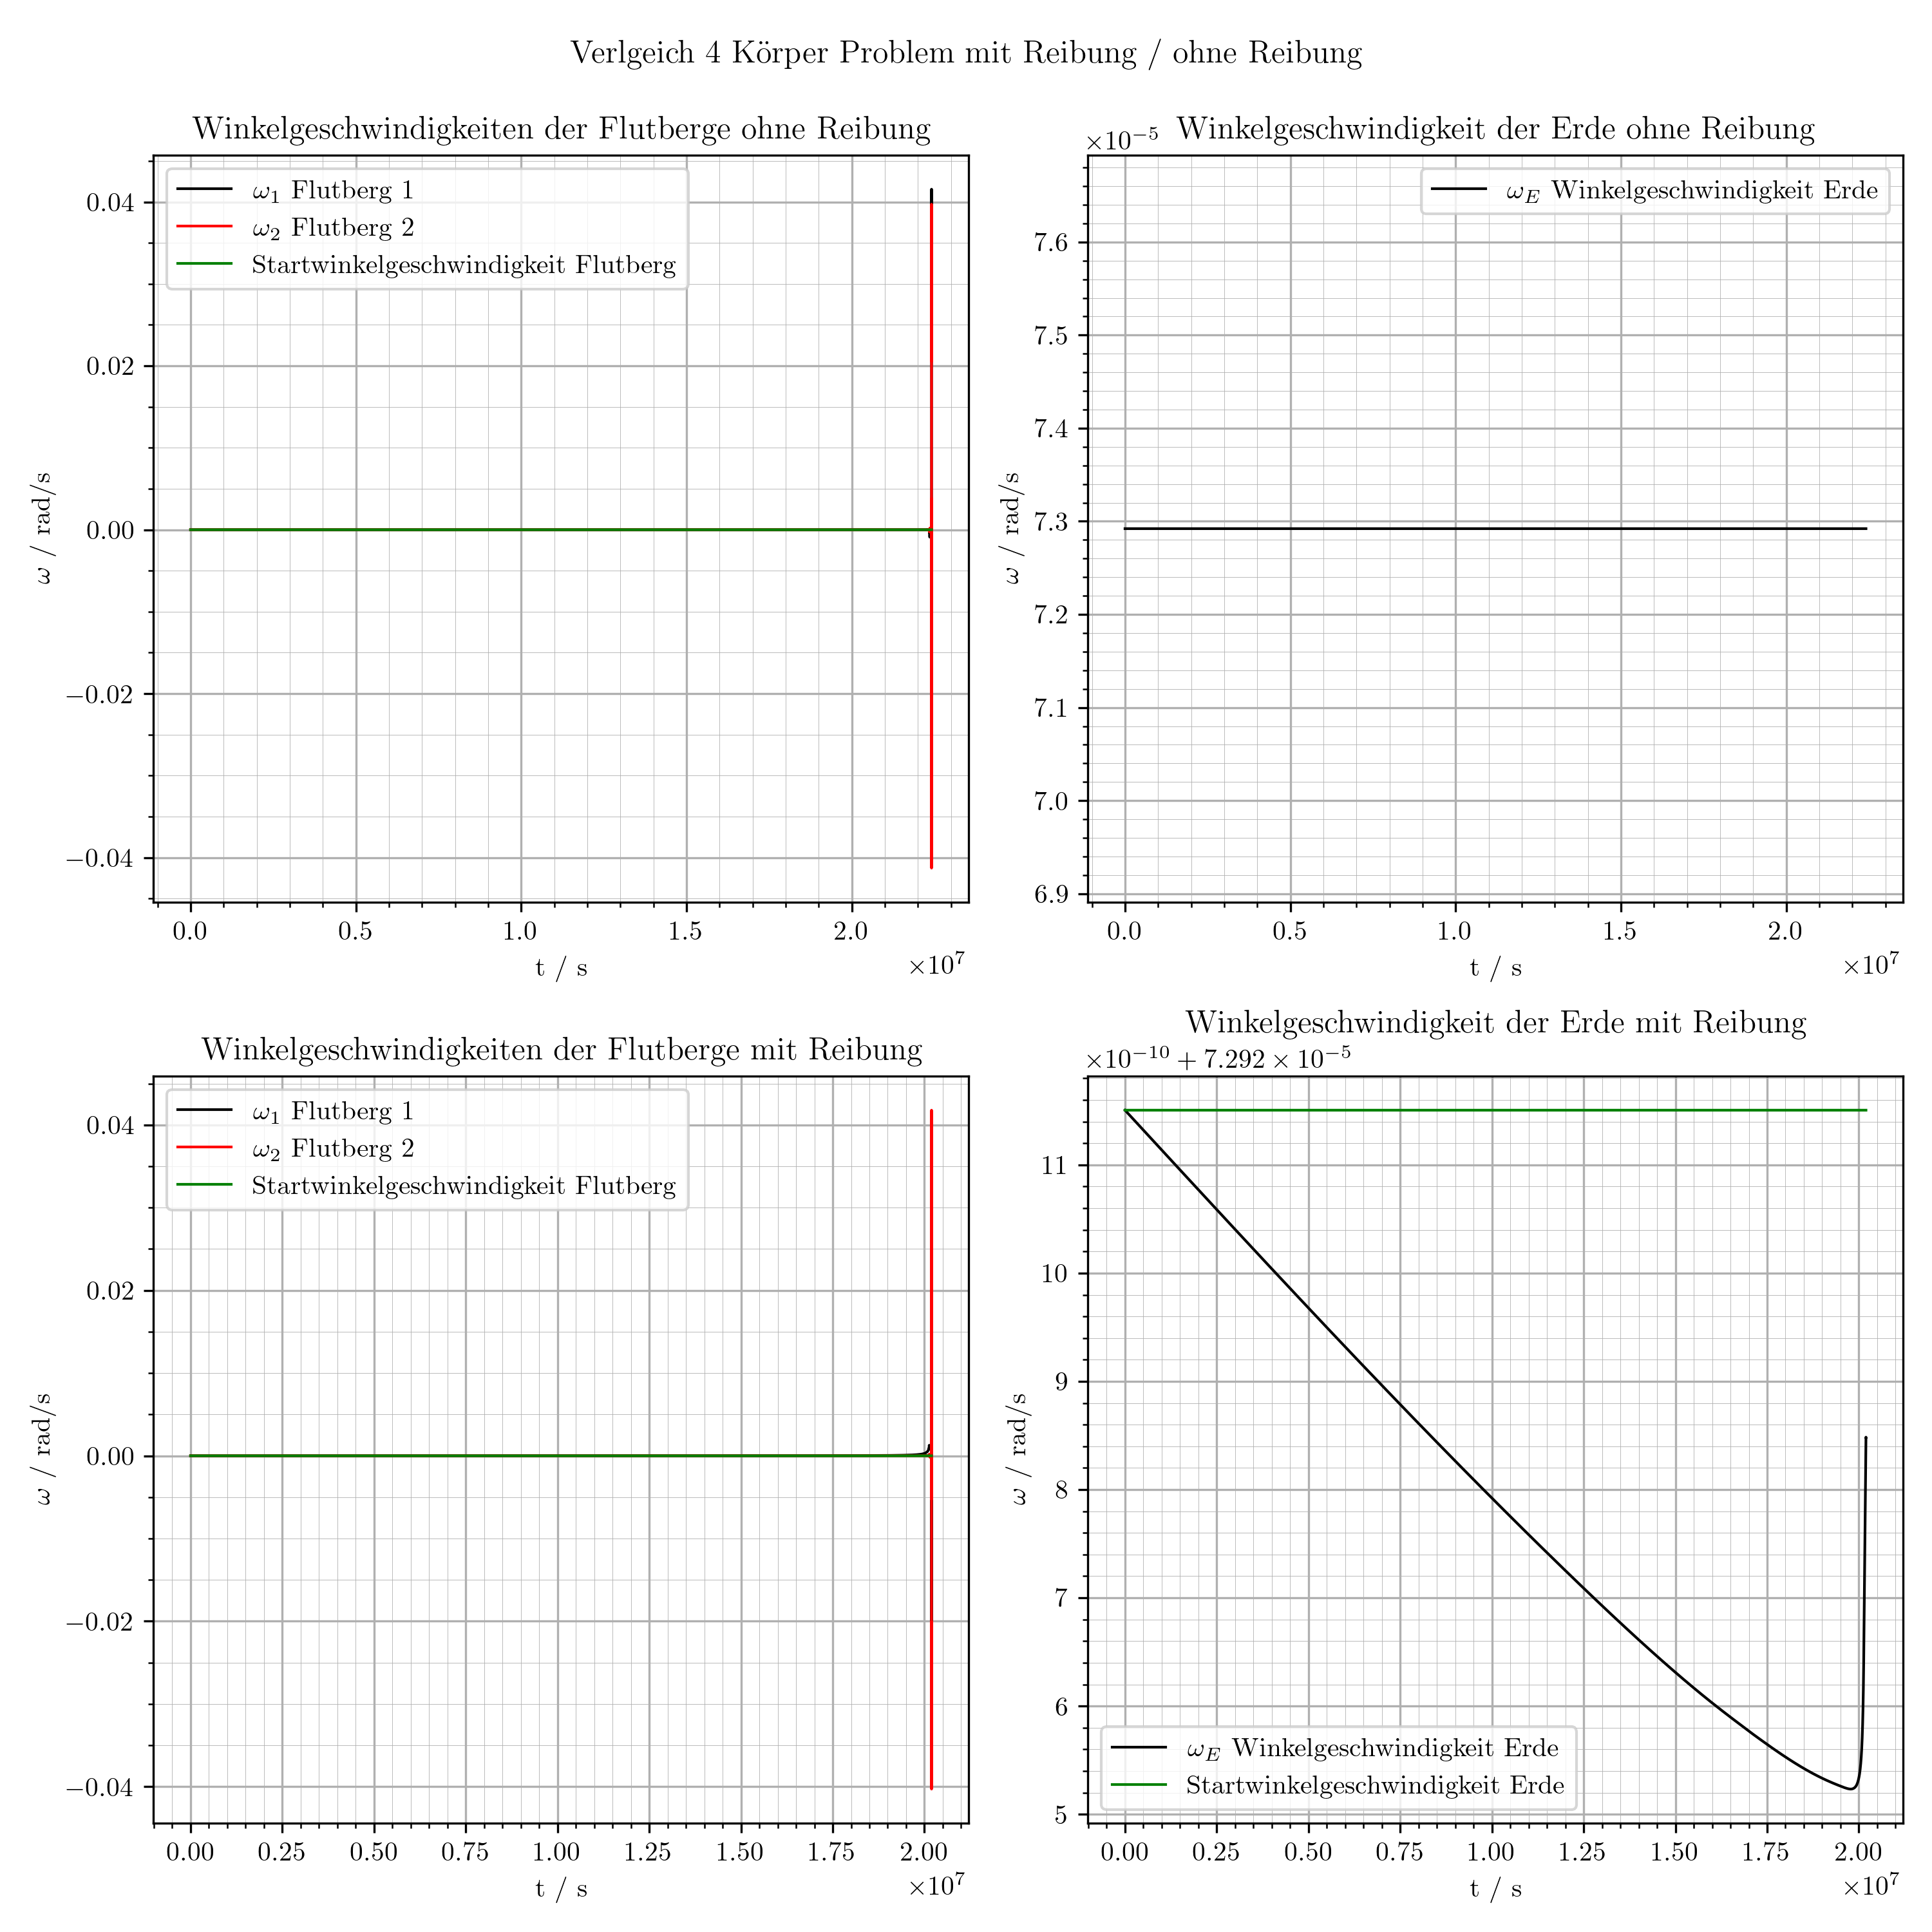 Verlgeich 4 Körper Problem mit Reibung / ohne Reibung
Winkelgeschwindigkeiten der Flutberge ohne Reibung
ω₁ Flutberg 1
ω₂ Flutberg 2
Startwinkelgeschwindigkeit Flutberg
0.04
0.02
0.00
−0.02
−0.04
ω / rad/s
0.0 0.5 1.0 1.5 2.0
t / s
×10⁷
Winkelgeschwindigkeit der Erde ohne Reibung
×10⁻⁵
ω_E Winkelgeschwindigkeit Erde
7.6
7.5
7.4
7.3
7.2
7.1
7.0
6.9
ω / rad/s
0.0 0.5 1.0 1.5 2.0
t / s
×10⁷
Winkelgeschwindigkeiten der Flutberge mit Reibung
ω₁ Flutberg 1
ω₂ Flutberg 2
Startwinkelgeschwindigkeit Flutberg
0.04
0.02
0.00
−0.02
−0.04
ω / rad/s
0.00 0.25 0.50 0.75 1.00 1.25 1.50 1.75 2.00
t / s
×10⁷
Winkelgeschwindigkeit der Erde mit Reibung
×10⁻¹⁰ + 7.292 × 10⁻⁵
11
10
9
8
7
6
5
ω / rad/s
ω_E Winkelgeschwindigkeit Erde
Startwinkelgeschwindigkeit Erde
0.00 0.25 0.50 0.75 1.00 1.25 1.50 1.75 2.00
t / s
×10⁷